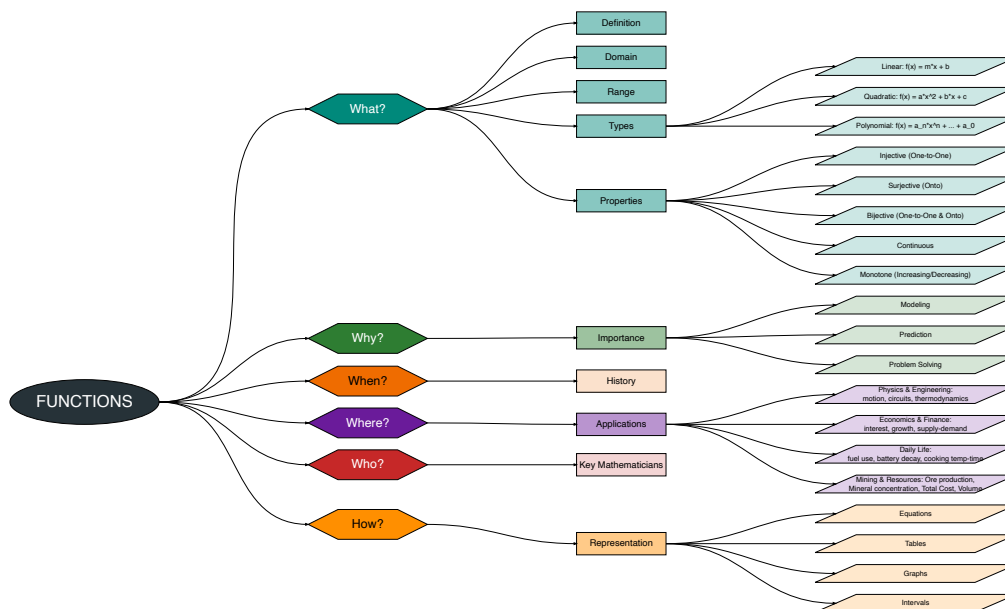 FUNCTIONS
What?
Definition
Domain
Range
Types
Linear: f(x) = m*x + b
Quadratic: f(x) = a*x^2 + b*x + c
Polynomial: f(x) = a_n*x^n + ... + a_0
Properties
Injective (One-to-One)
Surjective (Onto)
Bijective (One-to-One & Onto)
Continuous
Monotone (Increasing/Decreasing)
Why?
Importance
Modeling
Prediction
Problem Solving
When?
History
Where?
Applications
Physics & Engineering:
motion, circuits, thermodynamics
Economics & Finance:
interest, growth, supply-demand
Daily Life:
fuel use, battery decay, cooking temp-time
Mining & Resources: Ore production,
Mineral concentration, Total Cost, Volume
Who?
Key Mathematicians
How?
Representation
Equations
Tables
Graphs
Intervals